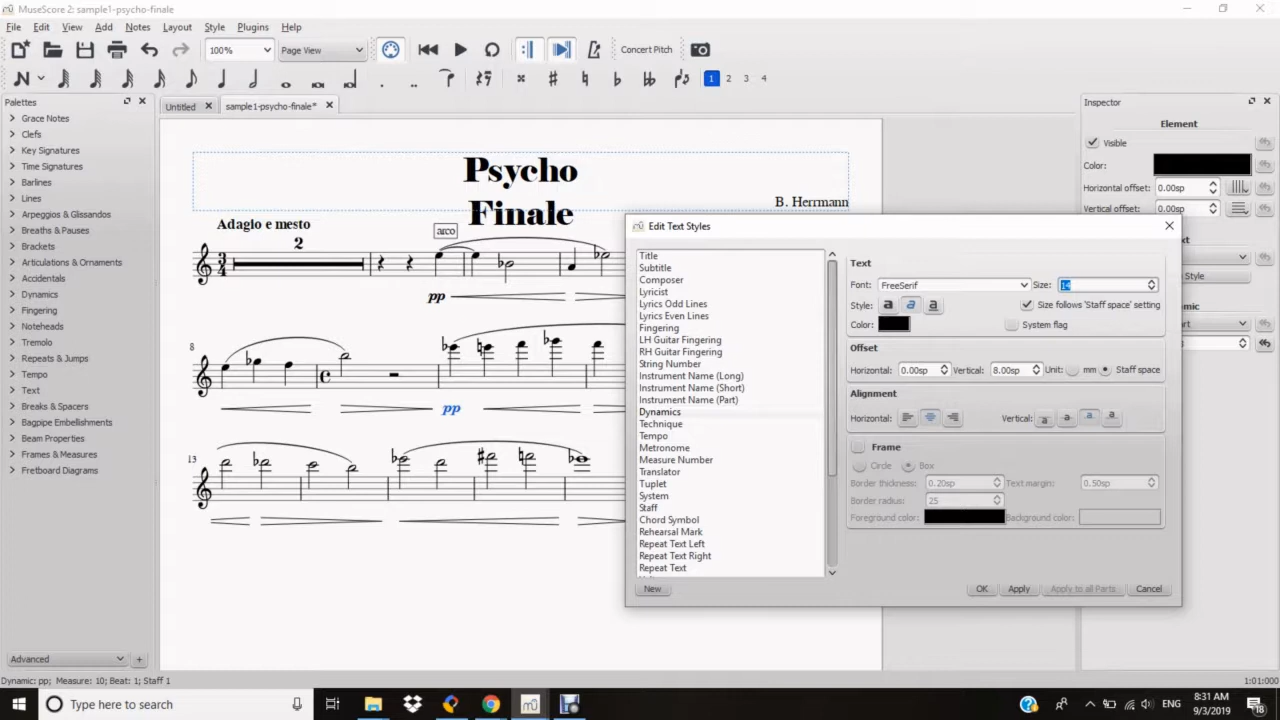 MuseScore 2: sample1-psycho-finale
File Edit View Add Notes Layout Style Plugins Help
100% Page View Concert Pitch
1 2 3 4
Palettes
Untitled sample1-psycho-finale*
Inspector
Grace Notes
Clefs
Key Signatures
Time Signatures
Barlines
Lines
Arpeggios & Glissandos
Breaths & Pauses
Brackets
Articulations & Ornaments
Accidentals
Dynamics
Fingering
Noteheads
Tremolo
Repeats & Jumps
Tempo
Text
Breaks & Spacers
Bagpipe Embellishments
Beam Properties
Frames & Measures
Fretboard Diagrams
Advanced
Psycho
Finale
B. Herrmann
Adagio e mesto
2
arco
3
4
pp
8
pp
13
Element
Visible
Color:
Horizontal offset: 0.00sp
Vertical offset: 0.00sp
Style
Edit Text Styles
Title
Subtitle
Composer
Lyricist
Lyrics Odd Lines
Lyrics Even Lines
Fingering
LH Guitar Fingering
RH Guitar Fingering
String Number
Instrument Name (Long)
Instrument Name (Short)
Instrument Name (Part)
Dynamics
Technique
Tempo
Metronome
Measure Number
Translator
Tuplet
System
Staff
Chord Symbol
Rehearsal Mark
Repeat Text Left
Repeat Text Right
Repeat Text
New
Text
Font: FreeSerif Size: 14
Style: a a a Size follows 'Staff space' setting
Color: System flag
Offset
Horizontal: 0.00sp Vertical: 8.00sp Unit: mm Staff space
Alignment
Horizontal: Vertical: a a a a
Frame
Circle Box
Border thickness: 0.20sp Text margin: 0.50sp
Border radius: 25
Foreground color: Background color:
OK Apply Apply to all Parts Cancel
Dynamic: pp; Measure: 10; Beat: 1; Staff 1
1:01:000
Type here to search
ENG
8:31 AM
9/3/2019
18